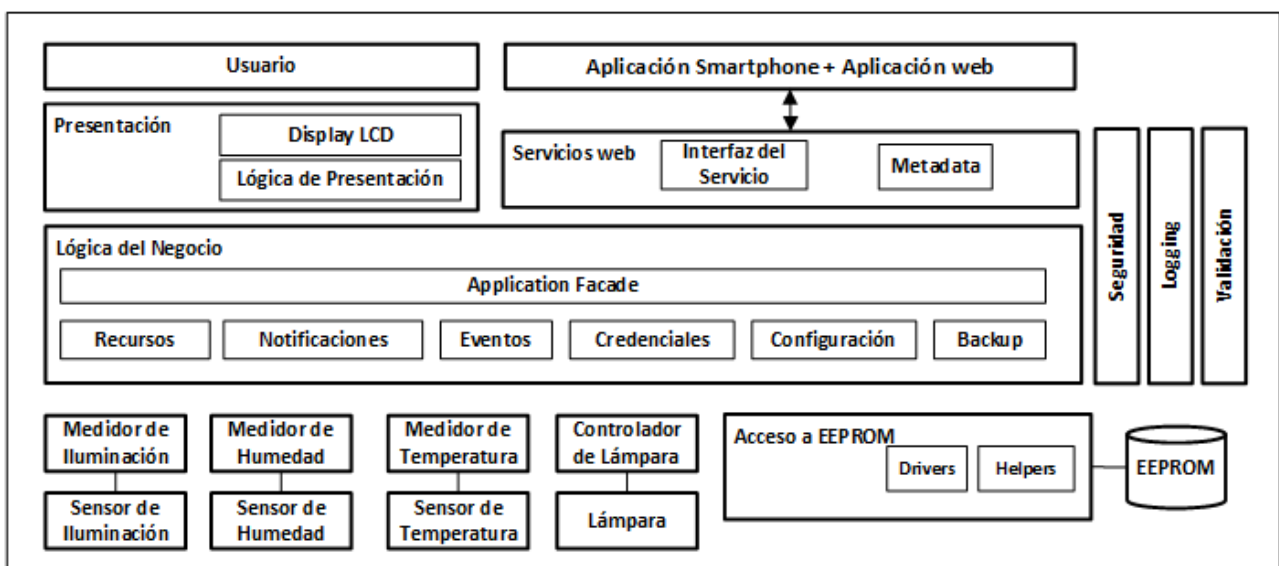 Usuario
Aplicación Smartphone + Aplicación web
Presentación
Display LCD
Lógica de Presentación
Servicios web
Interfaz del
Servicio
Metadata
Seguridad
Logging
Validación
Lógica del Negocio
Application Facade
Recursos
Notificaciones
Eventos
Credenciales
Configuración
Backup
Medidor de
Iluminación
Medidor de
Humedad
Medidor de
Temperatura
Controlador
de Lámpara
Sensor de
Iluminación
Sensor de
Humedad
Sensor de
Temperatura
Lámpara
Acceso a EEPROM
Drivers
Helpers
EEPROM